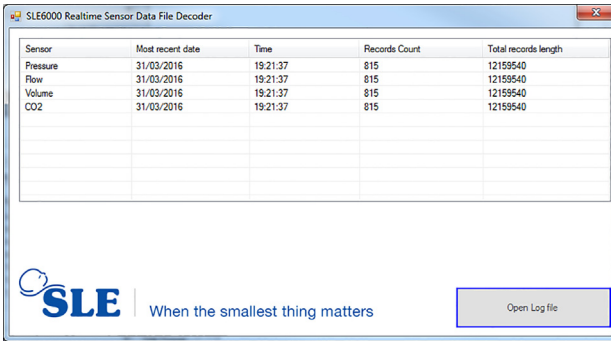 SLE6000 Realtime Sensor Data File Decoder
Sensor Most recent date Time Records Count Total records length
Pressure 31/03/2016 19:21:37 815 12159540
Flow 31/03/2016 19:21:37 815 12159540
Volume 31/03/2016 19:21:37 815 12159540
CO2 31/03/2016 19:21:37 815 12159540
SLE When the smallest thing matters
Open Log file